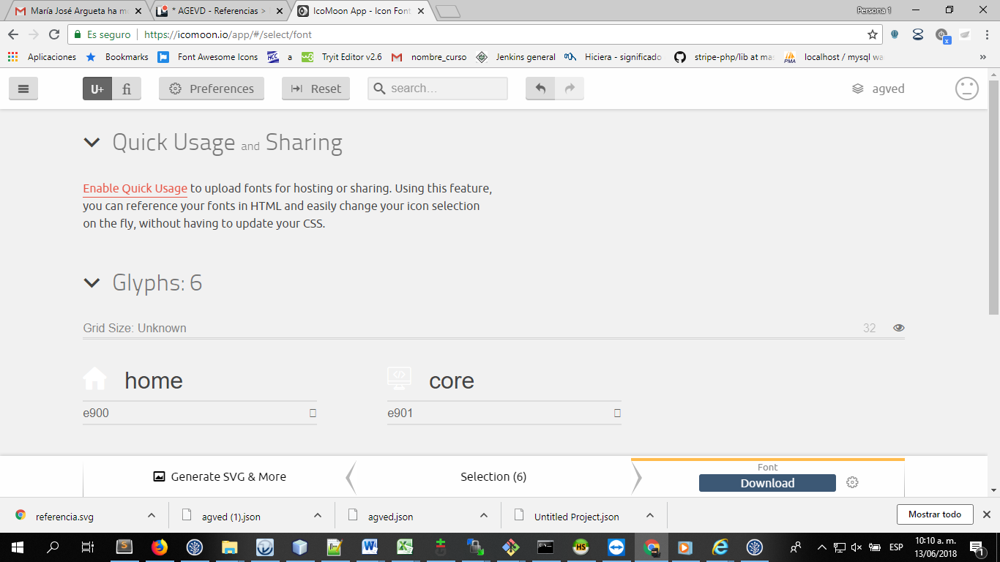 María José Argueta ha m
* AGEVD - Referencias >
IcoMoon App - Icon Font
Persona 1
Es seguro
https://icomoon.io/app/#/select/font
Aplicaciones
Bookmarks
Font Awesome Icons
HCC
a
w3
Tryit Editor v2.6
nombre_curso
Jenkins general
Hiciera - significado
stripe-php/lib at mas
PMA
localhost / mysql wa
»
U+
fi
Preferences
Reset
search...
agved
Quick Usage and Sharing
Enable Quick Usage to upload fonts for hosting or sharing. Using this feature,
you can reference your fonts in HTML and easily change your icon selection
on the fly, without having to update your CSS.
Glyphs: 6
Grid Size: Unknown
32
home
core
e900
e901
Generate SVG & More
Selection (6)
Font
Download
referencia.svg
agved (1).json
agved.json
Untitled Project.json
Mostrar todo
HS
ESP
10:10 a. m.
13/06/2018
1